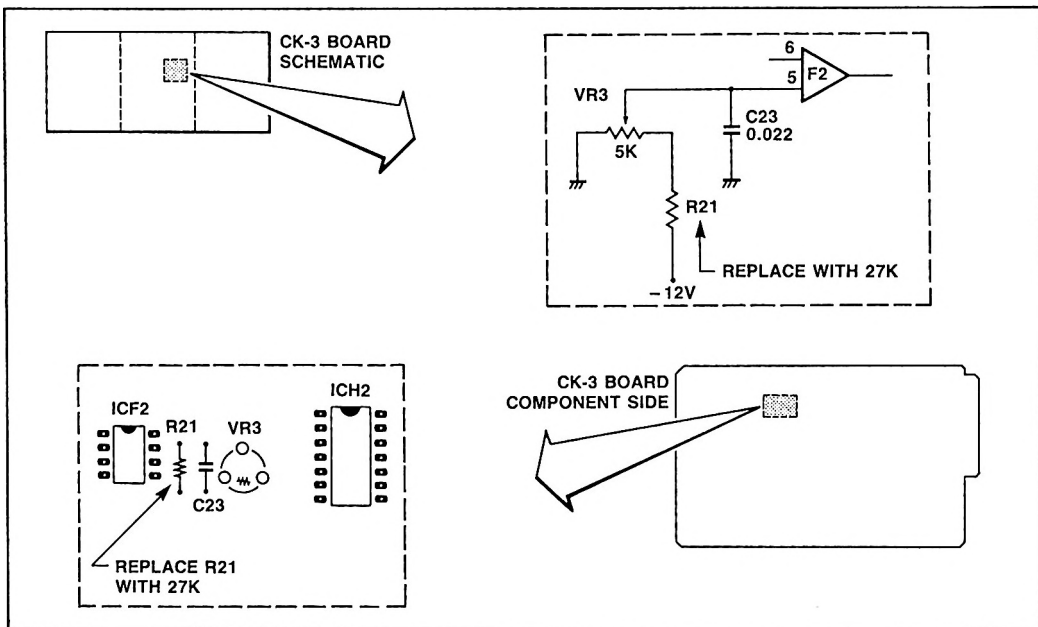 CK-3 BOARD
SCHEMATIC
6
F2
5
VR3
C23
0.022
5K
R21
REPLACE WITH 27K
–12V
ICF2
R21
VR3
ICH2
C23
REPLACE R21
WITH 27K
CK-3 BOARD
COMPONENT SIDE